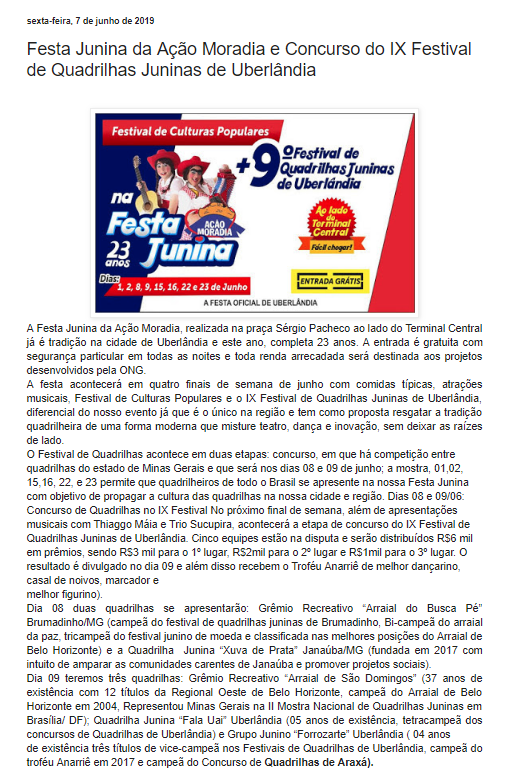 sexta-feira, 7 de junho de 2019
Festa Junina da Ação Moradia e Concurso do IX Festival
de Quadrilhas Juninas de Uberlândia
Festival de Culturas Populares
+9º Festival de
Quadrilhas Juninas
de Uberlândia
na
Festa
Junina
23
anos
AÇÃO
MORADIA
Ao lado
do
Terminal
Central
Fácil chegar!
Dias:
1, 2, 8, 9, 15, 16, 22 e 23 de Junho
ENTRADA GRÁTIS
A FESTA OFICIAL DE UBERLÂNDIA
A Festa Junina da Ação Moradia, realizada na praça Sérgio Pacheco ao lado do Terminal Central
já é tradição na cidade de Uberlândia e este ano, completa 23 anos. A entrada é gratuita com
segurança particular em todas as noites e toda renda arrecadada será destinada aos projetos
desenvolvidos pela ONG.
A festa acontecerá em quatro finais de semana de junho com comidas típicas, atrações
musicais, Festival de Culturas Populares e o IX Festival de Quadrilhas Juninas de Uberlândia,
diferencial do nosso evento já que é o único na região e tem como proposta resgatar a tradição
quadrilheira de uma forma moderna que misture teatro, dança e inovação, sem deixar as raízes
de lado.
O Festival de Quadrilhas acontece em duas etapas: concurso, em que há competição entre
quadrilhas do estado de Minas Gerais e que será nos dias 08 e 09 de junho; a mostra, 01,02,
15,16, 22, e 23 permite que quadrilheiros de todo o Brasil se apresente na nossa Festa Junina
com objetivo de propagar a cultura das quadrilhas na nossa cidade e região. Dias 08 e 09/06:
Concurso de Quadrilhas no IX Festival No próximo final de semana, além de apresentações
musicais com Thiaggo Máia e Trio Sucupira, acontecerá a etapa de concurso do IX Festival de
Quadrilhas Juninas de Uberlândia. Cinco equipes estão na disputa e serão distribuídos R$6 mil
em prêmios, sendo R$3 mil para o 1º lugar, R$2mil para o 2º lugar e R$1mil para o 3º lugar. O
resultado é divulgado no dia 09 e além disso recebem o Troféu Anarriê de melhor dançarino,
casal de noivos, marcador e
melhor figurino).
Dia 08 duas quadrilhas se apresentarão: Grêmio Recreativo “Arraial do Busca Pé”
Brumadinho/MG (campeã do festival de quadrilhas juninas de Brumadinho, Bi-campeã do arraial
da paz, tricampeã do festival junino de moeda e classificada nas melhores posições do Arraial de
Belo Horizonte) e a Quadrilha Junina “Xuva de Prata” Janaúba/MG (fundada em 2017 com
intuito de amparar as comunidades carentes de Janaúba e promover projetos sociais).
Dia 09 teremos três quadrilhas: Grêmio Recreativo “Arraial de São Domingos” (37 anos de
existência com 12 títulos da Regional Oeste de Belo Horizonte, campeã do Arraial de Belo
Horizonte em 2004, Representou Minas Gerais na II Mostra Nacional de Quadrilhas Juninas em
Brasília/ DF); Quadrilha Junina “Fala Uai” Uberlândia (05 anos de existência, tetracampeã dos
concursos de Quadrilhas de Uberlândia) e Grupo Junino “Forrozarte” Uberlândia ( 04 anos
de existência três títulos de vice-campeã nos Festivais de Quadrilhas de Uberlândia, campeã do
troféu Anarriê em 2017 e campeã do Concurso de Quadrilhas de Araxá).